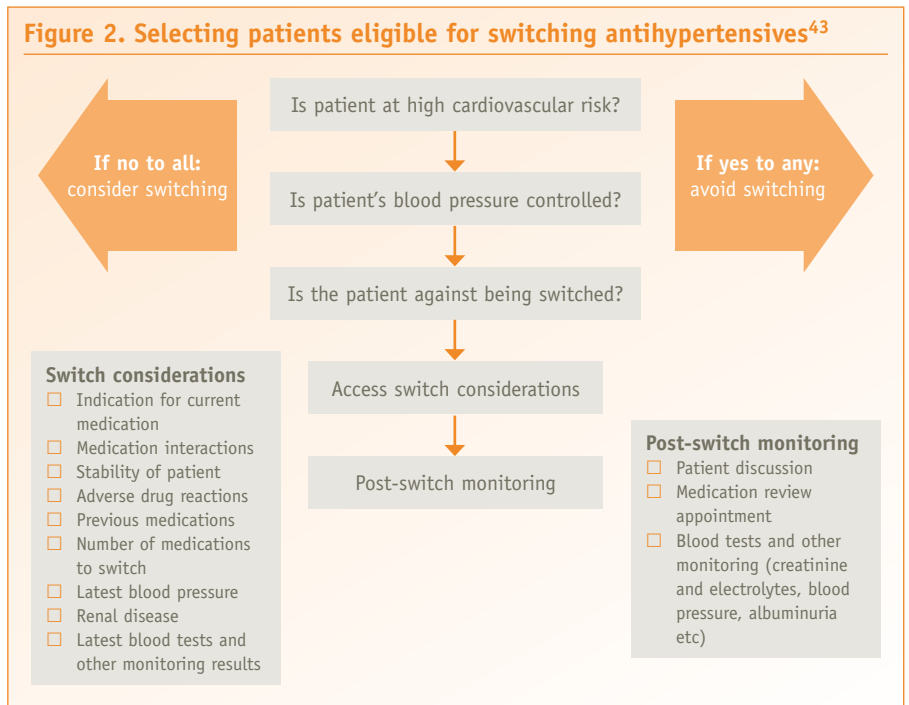 Figure 2. Selecting patients eligible for switching antihypertensives43
Is patient at high cardiovascular risk?
If no to all:
consider switching
If yes to any:
avoid switching
Is patient’s blood pressure controlled?
Is the patient against being switched?
Access switch considerations
Post-switch monitoring
Switch considerations
Indication for current
medication
Medication interactions
Stability of patient
Adverse drug reactions
Previous medications
Number of medications
to switch
Latest blood pressure
Renal disease
Latest blood tests and
other monitoring results
Post-switch monitoring
Patient discussion
Medication review
appointment
Blood tests and other
monitoring (creatinine
and electrolytes, blood
pressure, albuminuria
etc)